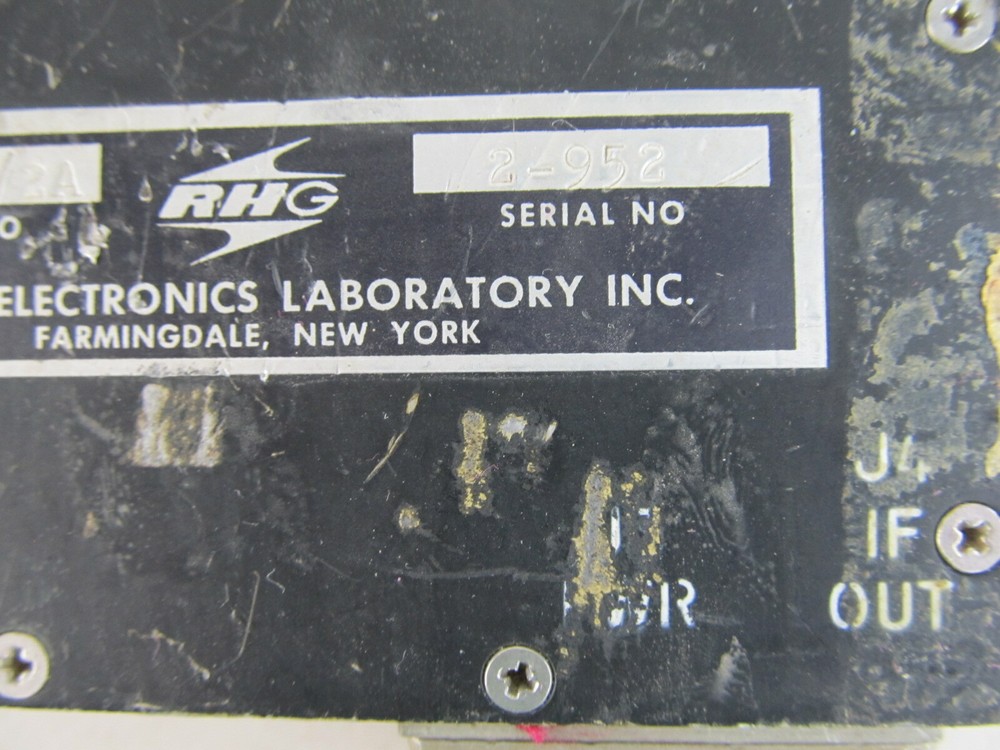 2-952
RHG
SERIAL NO
ELECTRONICS LABORATORY INC.
FARMINGDALE, NEW YORK
J4
IF
OUT